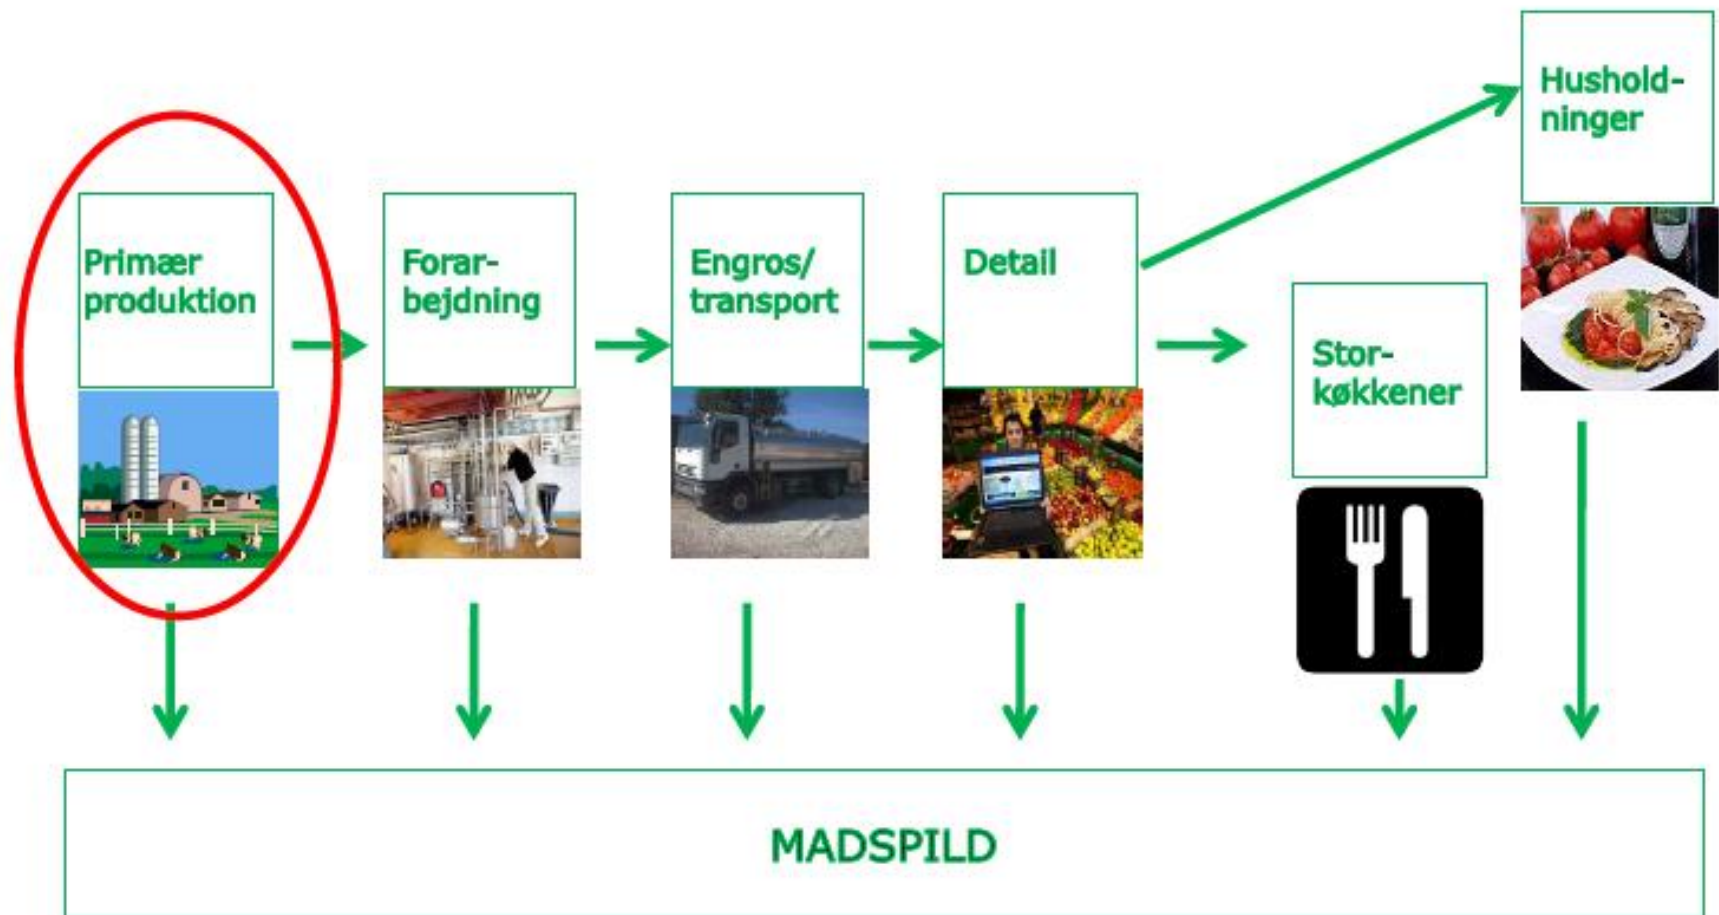 Primær
produktion
Forar-
bejdning
Engros/
transport
Detail
Stor-
køkkener
Hushold-
ninger
MADSPILD